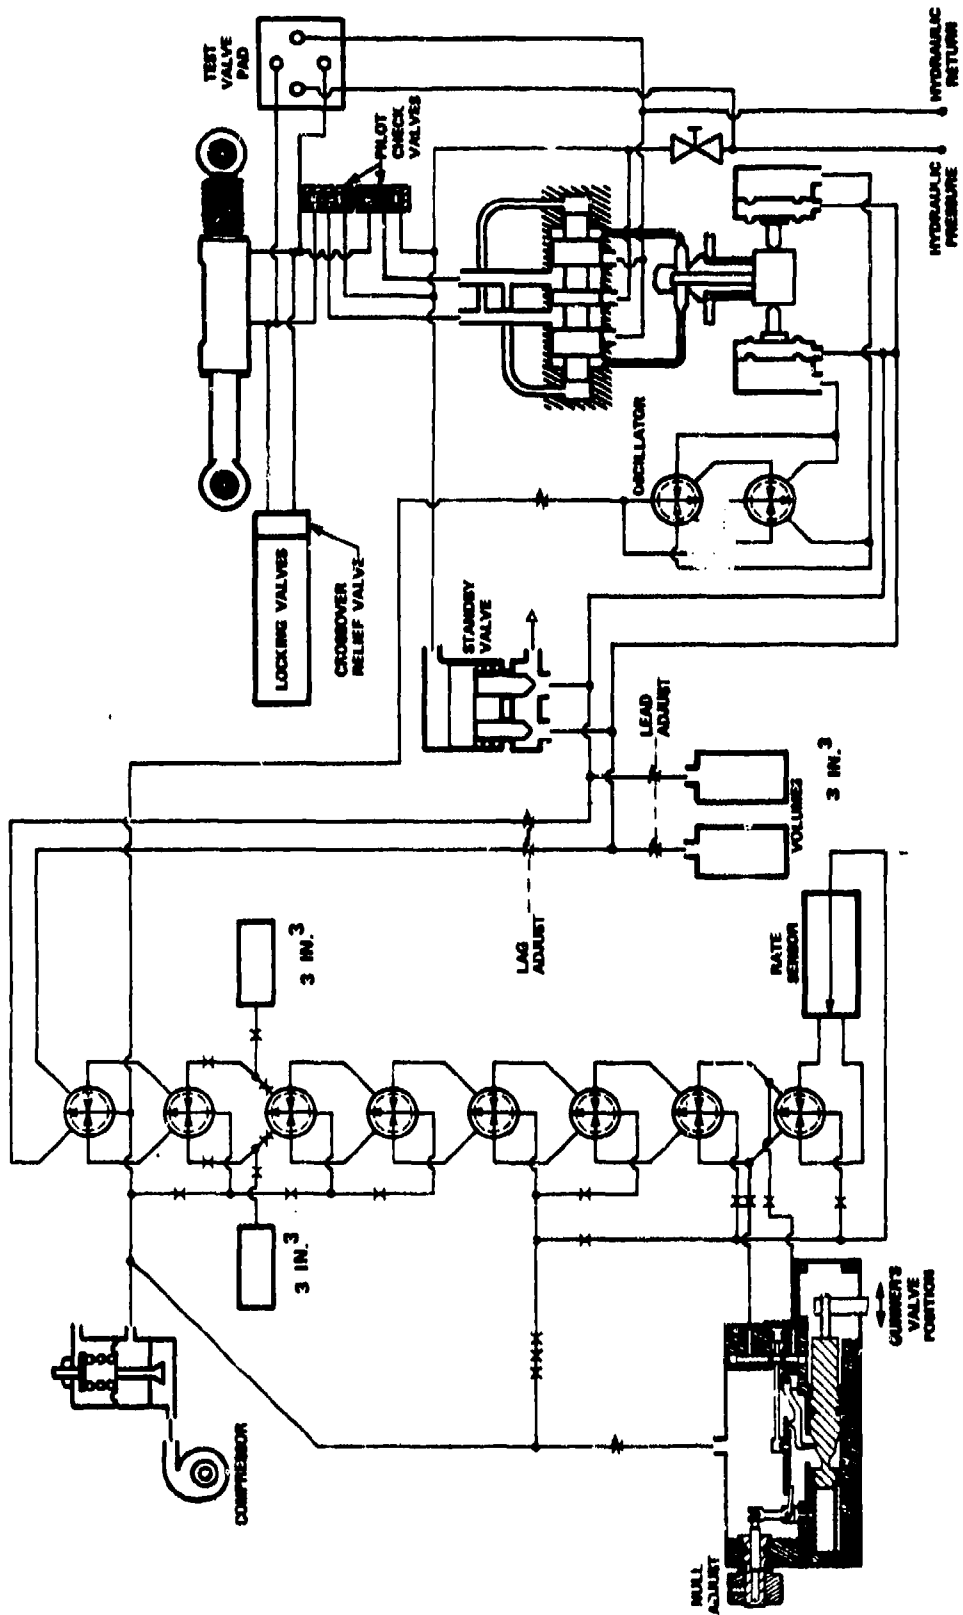 COMPRESSOR
NULL
ADJUST
GUNNER'S
VALVE
POSITION
3 IN.3
3 IN.3
RATE
SENSOR
LAG
ADJUST
VOLUMES
3 IN.3
LEAD
ADJUST
STANDBY
VALVE
LOCKING VALVES
CROSSOVER
RELIEF VALVE
OSCILLATOR
PILOT
CHECK
VALVES
TEST
VALVE
PAD
HYDRAULIC
PRESSURE
HYDRAULIC
RETURN